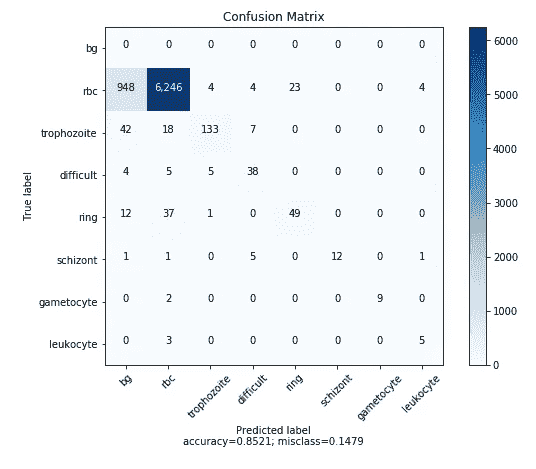 Confusion Matrix
bg 0 0 0 0 0 0 0 0
rbc 948 6,246 4 4 23 0 0 4
trophozoite 42 18 133 7 0 0 0 0
difficult 4 5 5 38 0 0 0 0
ring 12 37 1 0 49 0 0 0
schizont 1 1 0 5 0 12 0 1
gametocyte 0 2 0 0 0 0 9 0
leukocyte 0 3 0 0 0 0 0 5
True label
bg rbc trophozoite difficult ring schizont gametocyte leukocyte
Predicted label
accuracy=0.8521; misclass=0.1479
6000
5000
4000
3000
2000
1000
0